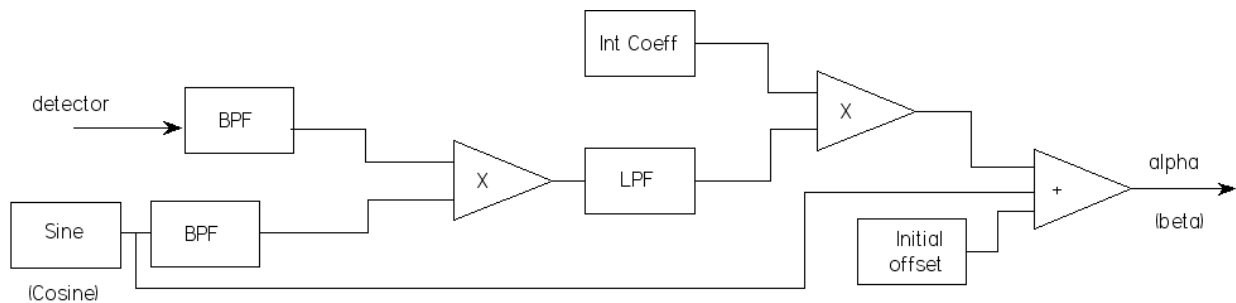 Int Coeff
detector
BPF
X
X
LPF
alpha
+
(beta)
Sine
BPF
Initial
offset
(Cosine)